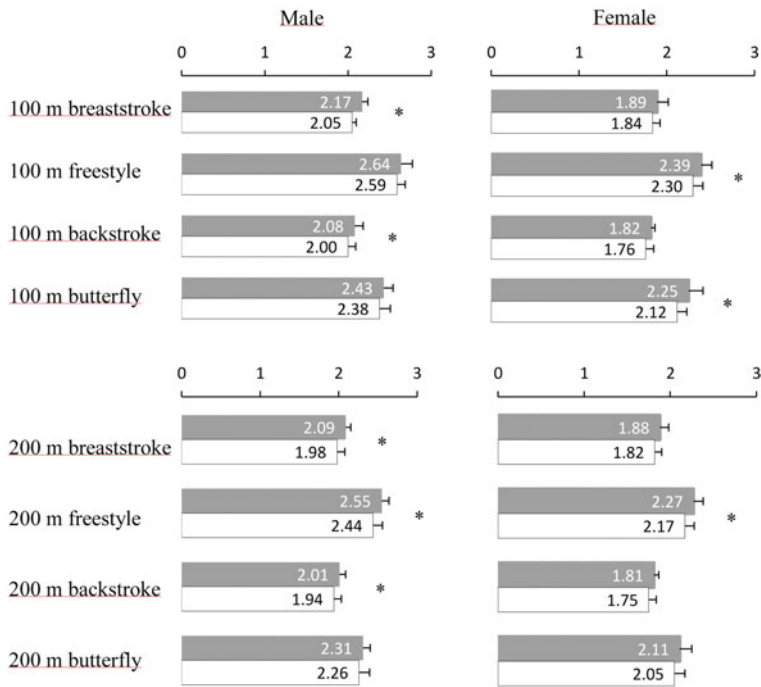 Male Female
0 1 2 3 0 1 2 3
100 m breaststroke 2.17 * 1.89
2.05 1.84
100 m freestyle 2.64 2.39 *
2.59 2.30
100 m backstroke 2.08 * 1.82
2.00 1.76
100 m butterfly 2.43 2.25 *
2.38 2.12
0 1 2 3 0 1 2 3
200 m breaststroke 2.09 * 1.88
1.98 1.82
200 m freestyle 2.55 * 2.27 *
2.44 2.17
200 m backstroke 2.01 * 1.81
1.94 1.75
200 m butterfly 2.31 2.11
2.26 2.05